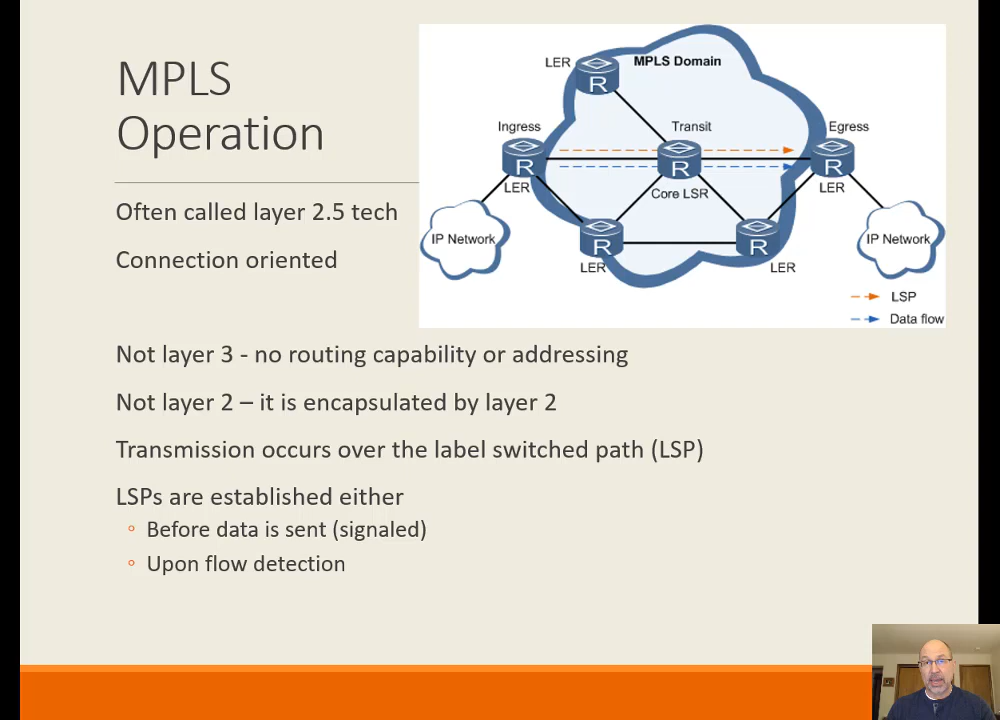 MPLS
Operation
Often called layer 2.5 tech
Connection oriented
LER
MPLS Domain
R
Ingress
Transit
Egress
R
R
R
LER
Core LSR
LER
IP Network
IP Network
R
R
LER
LER
LSP
Data flow
Not layer 3 - no routing capability or addressing
Not layer 2 – it is encapsulated by layer 2
Transmission occurs over the label switched path (LSP)
LSPs are established either
Before data is sent (signaled)
Upon flow detection